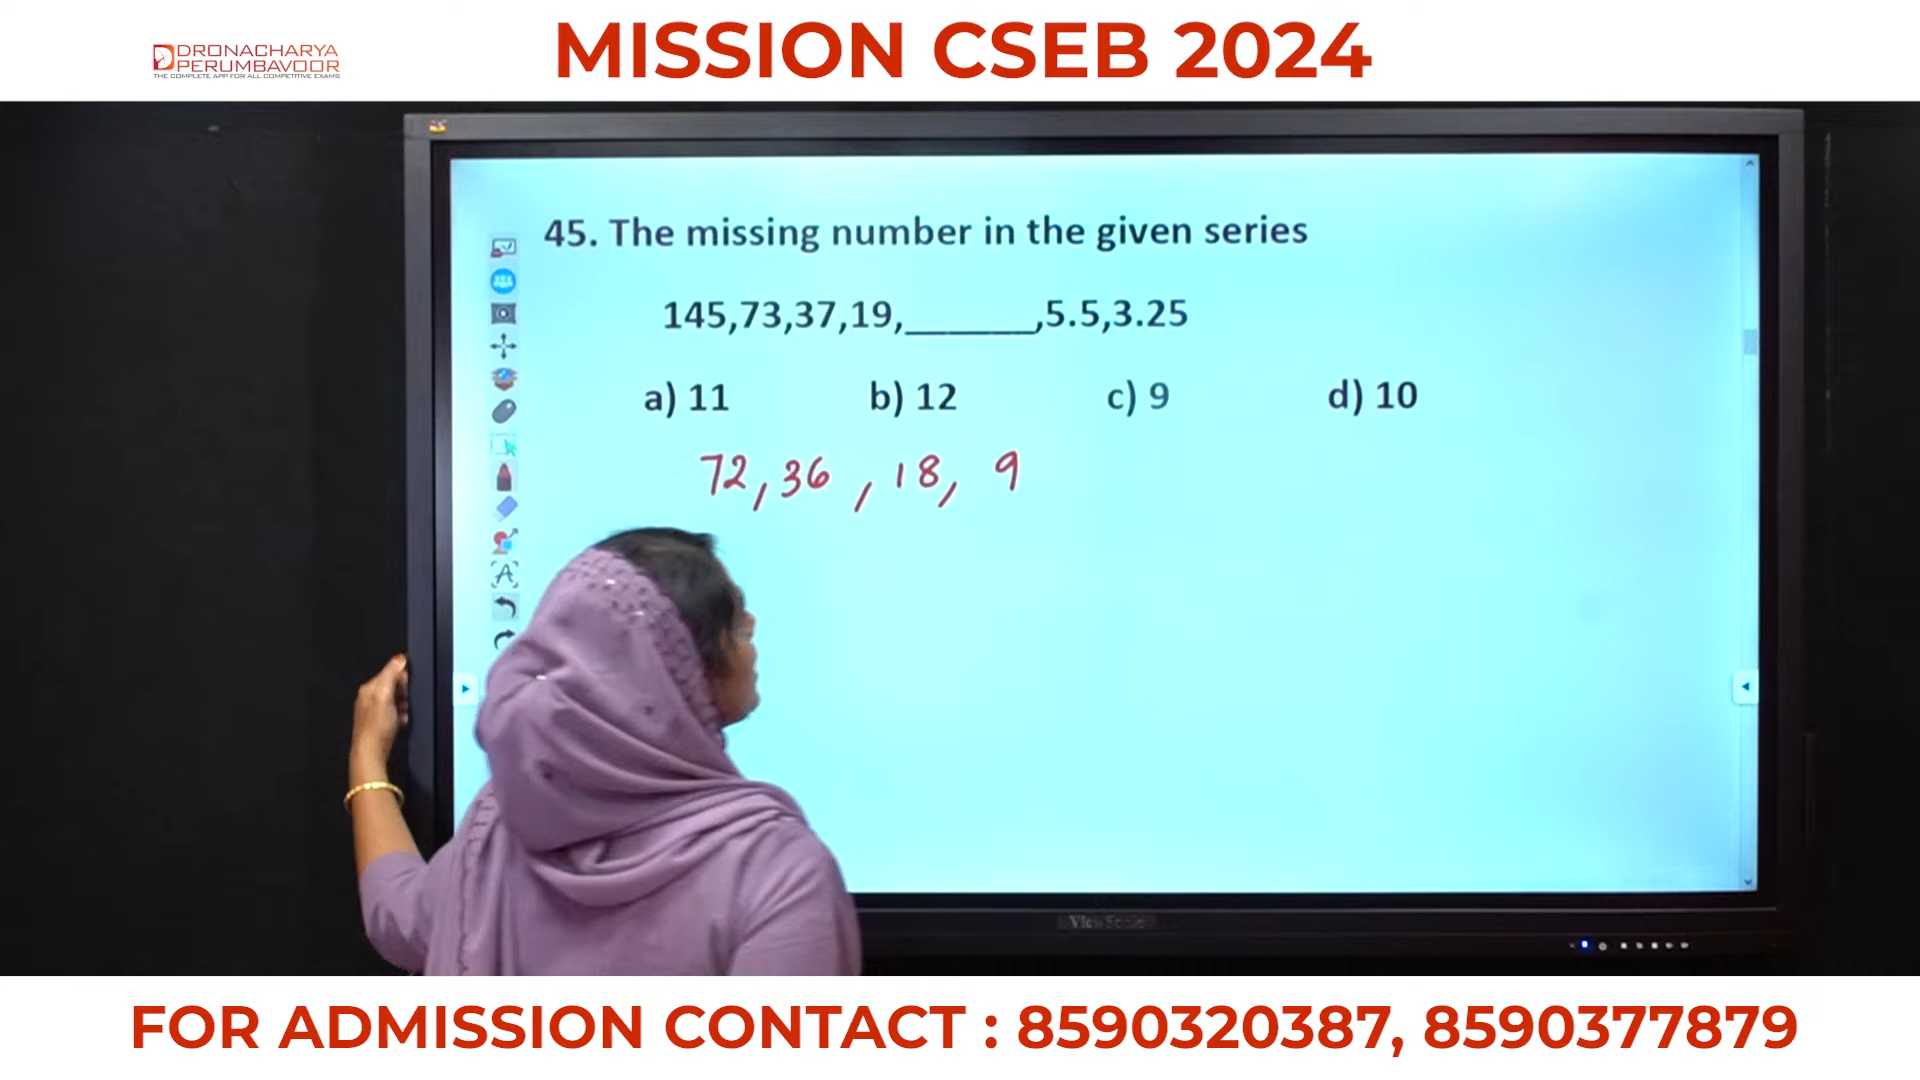 DRONACHARYA
PERUMBAVOOR
THE COMPLETE APP FOR ALL COMPETITIVE EXAMS
MISSION CSEB 2024
45. The missing number in the given series
145,73,37,19,______,5.5,3.25
a) 11 b) 12 c) 9 d) 10
72, 36, 18, 9
ViewSonic
FOR ADMISSION CONTACT : 8590320387, 8590377879